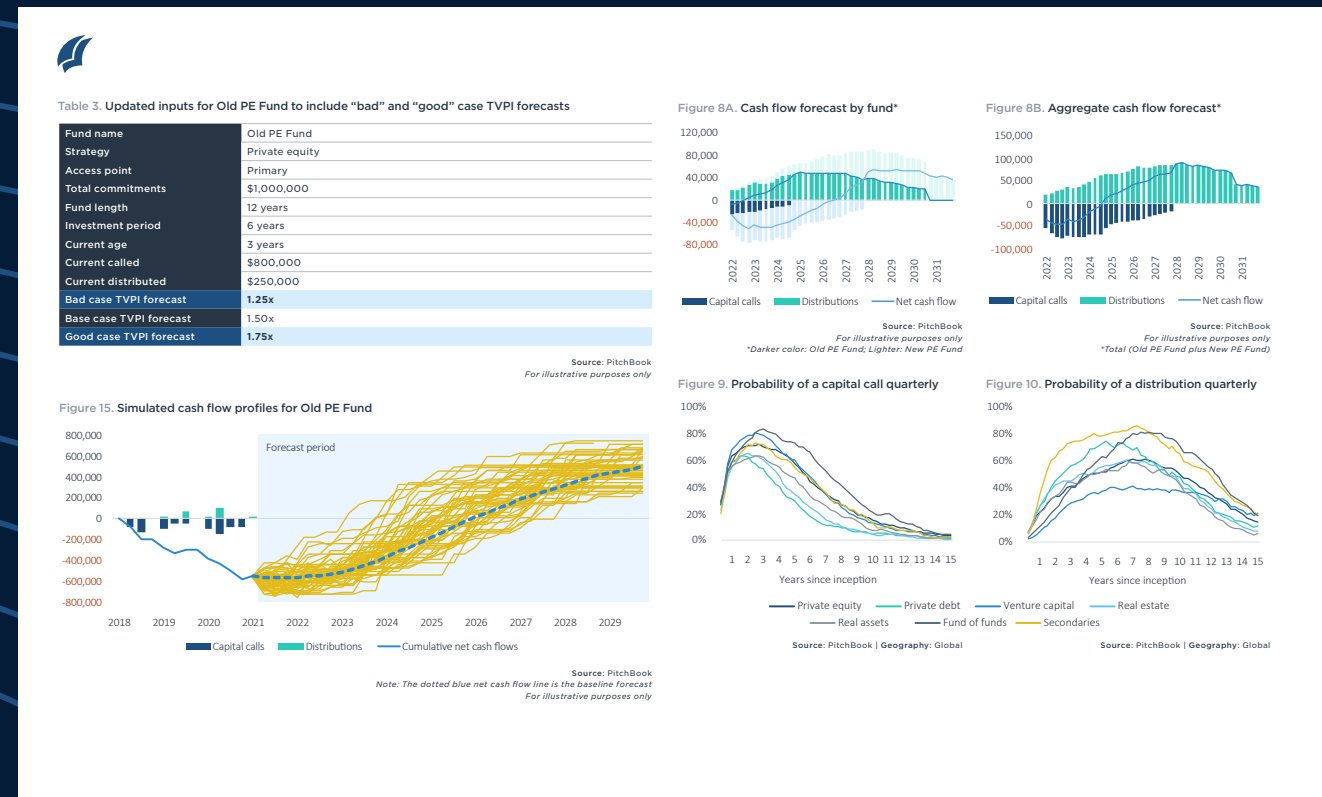 Table 3. Updated inputs for Old PE Fund to include “bad” and “good” case TVPI forecasts
Fund name Old PE Fund
Strategy Private equity
Access point Primary
Total commitments $1,000,000
Fund length 12 years
Investment period 6 years
Current age 3 years
Current called $800,000
Current distributed $250,000
Bad case TVPI forecast 1.25x
Base case TVPI forecast 1.50x
Good case TVPI forecast 1.75x
Source: PitchBook
For illustrative purposes only
Figure 15. Simulated cash flow profiles for Old PE Fund
800,000
600,000
400,000
200,000
0
-200,000
-400,000
-600,000
-800,000
Forecast period
2018 2019 2020 2021 2022 2023 2024 2025 2026 2027 2028 2029
Capital calls Distributions Cumulative net cash flows
Source: PitchBook
Note: The dotted blue net cash flow line is the baseline forecast
For illustrative purposes only
Figure 8A. Cash flow forecast by fund*
120,000
80,000
40,000
0
-40,000
-80,000
2022 2023 2024 2025 2026 2027 2028 2029 2030 2031
Capital calls Distributions Net cash flow
Source: PitchBook
For illustrative purposes only
*Darker color: Old PE Fund; Lighter: New PE Fund
Figure 8B. Aggregate cash flow forecast*
150,000
100,000
50,000
0
-50,000
-100,000
2022 2023 2024 2025 2026 2027 2028 2029 2030 2031
Capital calls Distributions Net cash flow
Source: PitchBook
For illustrative purposes only
*Total (Old PE Fund plus New PE Fund)
Figure 9. Probability of a capital call quarterly
100%
80%
60%
40%
20%
0%
1 2 3 4 5 6 7 8 9 10 11 12 13 14 15
Years since inception
Figure 10. Probability of a distribution quarterly
100%
80%
60%
40%
20%
0%
1 2 3 4 5 6 7 8 9 10 11 12 13 14 15
Years since inception
Private equity Private debt Venture capital Real estate
Real assets Fund of funds Secondaries
Source: PitchBook | Geography: Global
Source: PitchBook | Geography: Global